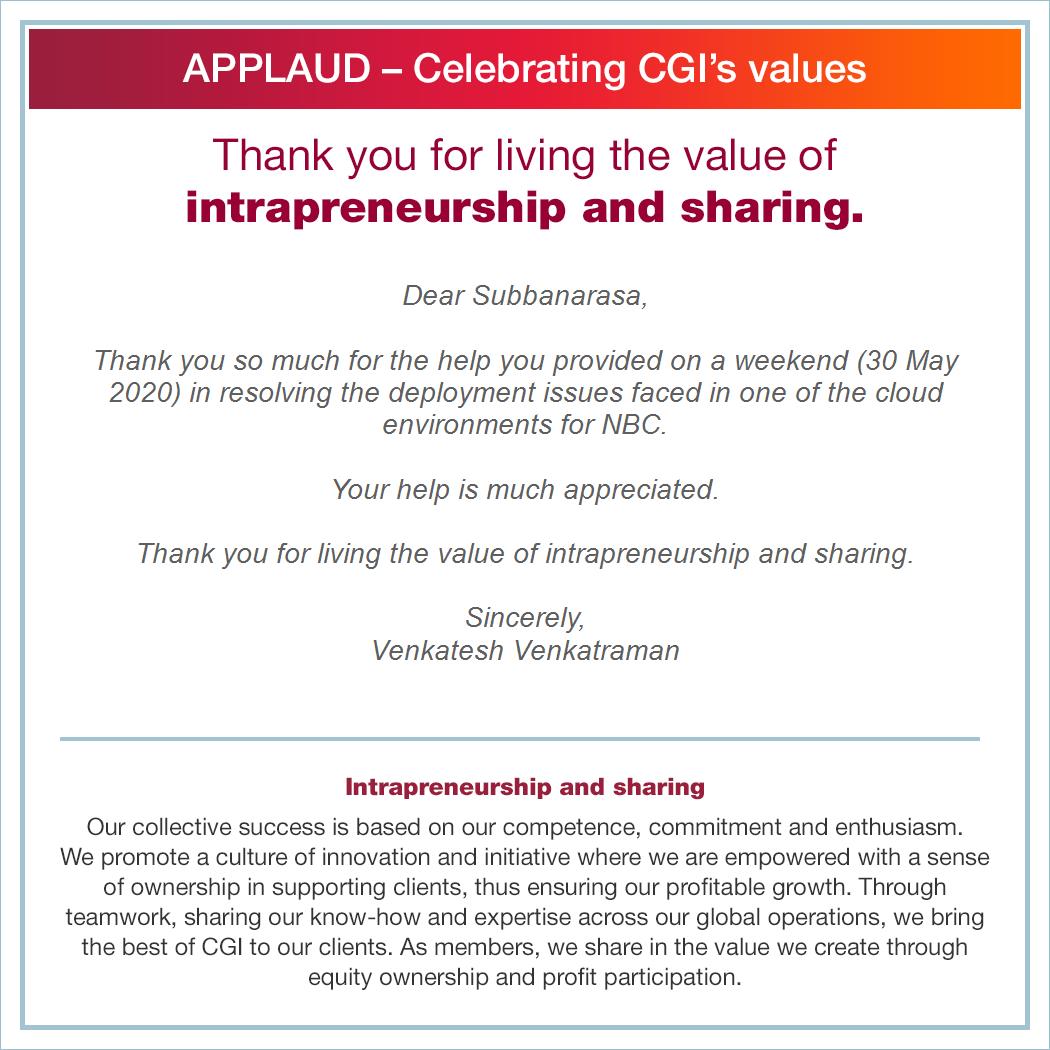 APPLAUD – Celebrating CGI’s values
Thank you for living the value of
intrapreneurship and sharing.
Dear Subbanarasa,
Thank you so much for the help you provided on a weekend (30 May
2020) in resolving the deployment issues faced in one of the cloud
environments for NBC.
Your help is much appreciated.
Thank you for living the value of intrapreneurship and sharing.
Sincerely,
Venkatesh Venkatraman
Intrapreneurship and sharing
Our collective success is based on our competence, commitment and enthusiasm.
We promote a culture of innovation and initiative where we are empowered with a sense
of ownership in supporting clients, thus ensuring our profitable growth. Through
teamwork, sharing our know-how and expertise across our global operations, we bring
the best of CGI to our clients. As members, we share in the value we create through
equity ownership and profit participation.